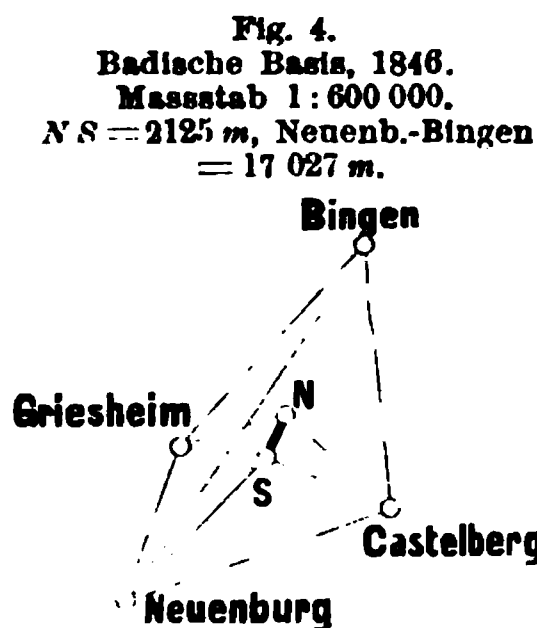 Fig. 4.
Badische Basis, 1846.
Massstab 1 : 600 000.
N S = 2125 m, Neuenb.-Bingen
= 17 027 m.
Bingen
Griesheim
N
S
Castelberg
Neuenburg